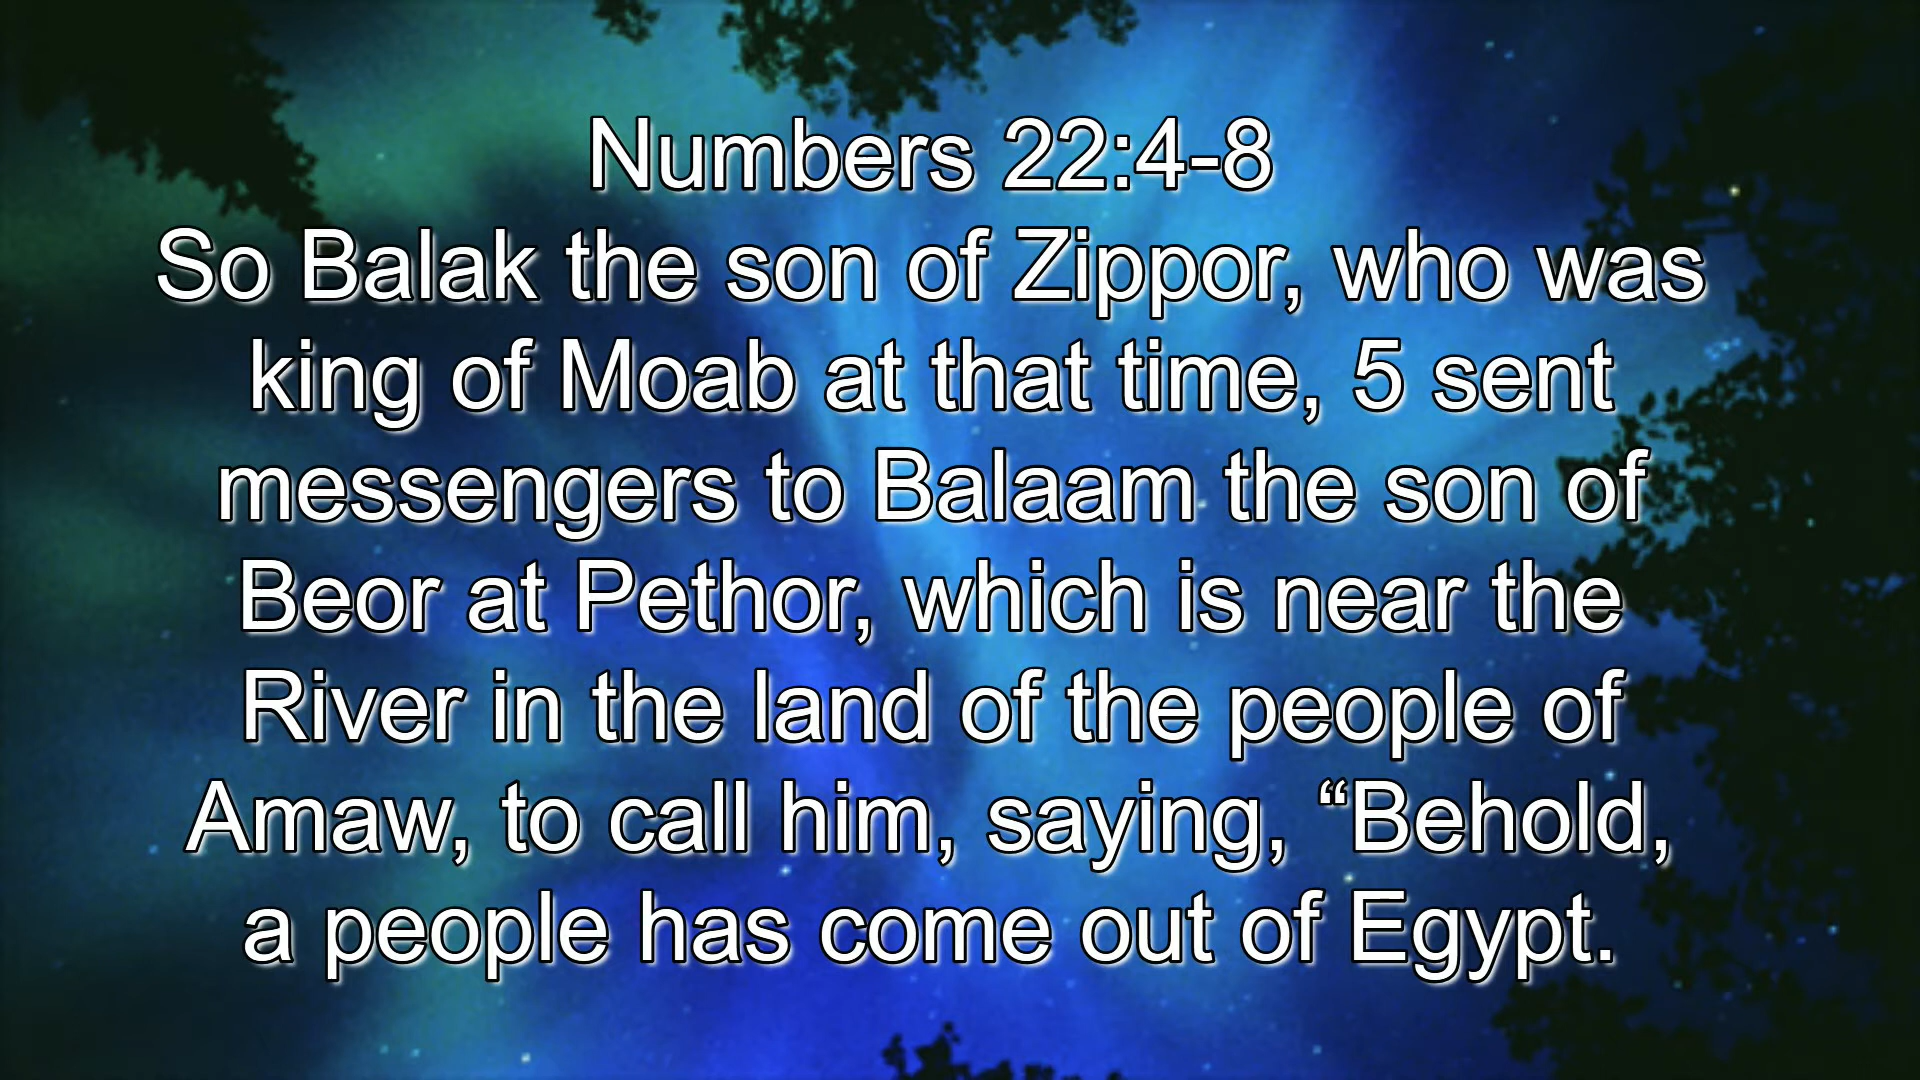 Numbers 22:4-8
So Balak the son of Zippor, who was
king of Moab at that time, 5 sent
messengers to Balaam the son of
Beor at Pethor, which is near the
River in the land of the people of
Amaw, to call him, saying, “Behold,
a people has come out of Egypt.